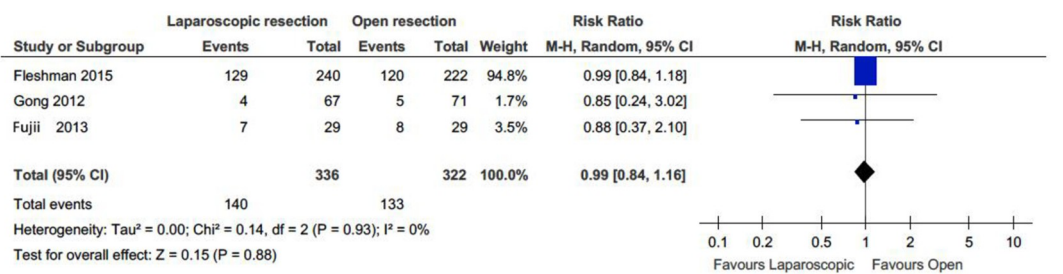 Laparoscopic resection Open resection Risk Ratio Risk Ratio
Study or Subgroup Events Total Events Total Weight M-H, Random, 95% CI M-H, Random, 95% CI
Fleshman 2015 129 240 120 222 94.8% 0.99 [0.84, 1.18]
Gong 2012 4 67 5 71 1.7% 0.85 [0.24, 3.02]
Fujii 2013 7 29 8 29 3.5% 0.88 [0.37, 2.10]
Total (95% CI) 336 322 100.0% 0.99 [0.84, 1.16]
Total events 140 133
Heterogeneity: Tau² = 0.00; Chi² = 0.14, df = 2 (P = 0.93); I² = 0%
Test for overall effect: Z = 0.15 (P = 0.88)
0.1 0.2 0.5 1 2 5 10
Favours Laparoscopic Favours Open